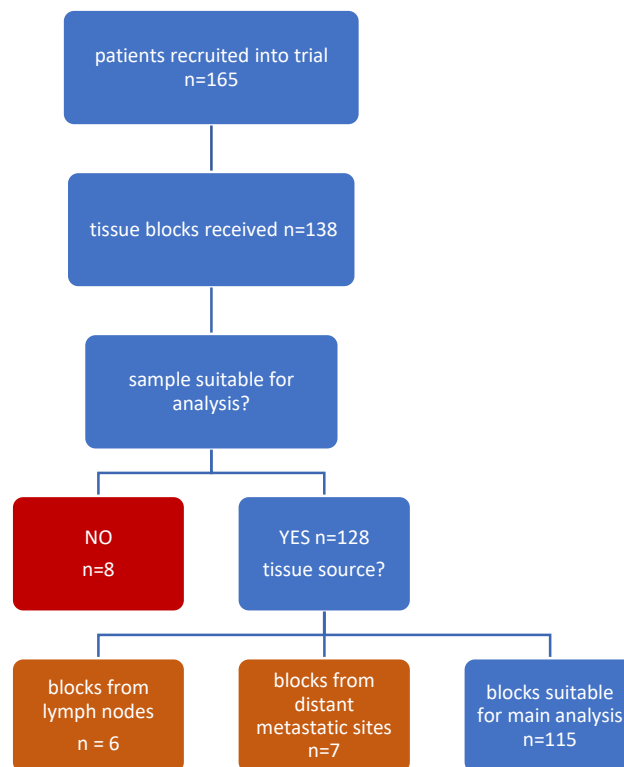 patients recruited into trial
n=165
tissue blocks received n=138
sample suitable for
analysis?
NO
n=8
YES n=128
tissue source?
blocks from
lymph nodes
n = 6
blocks from
distant
metastatic sites
n=7
blocks suitable
for main analysis
n=115